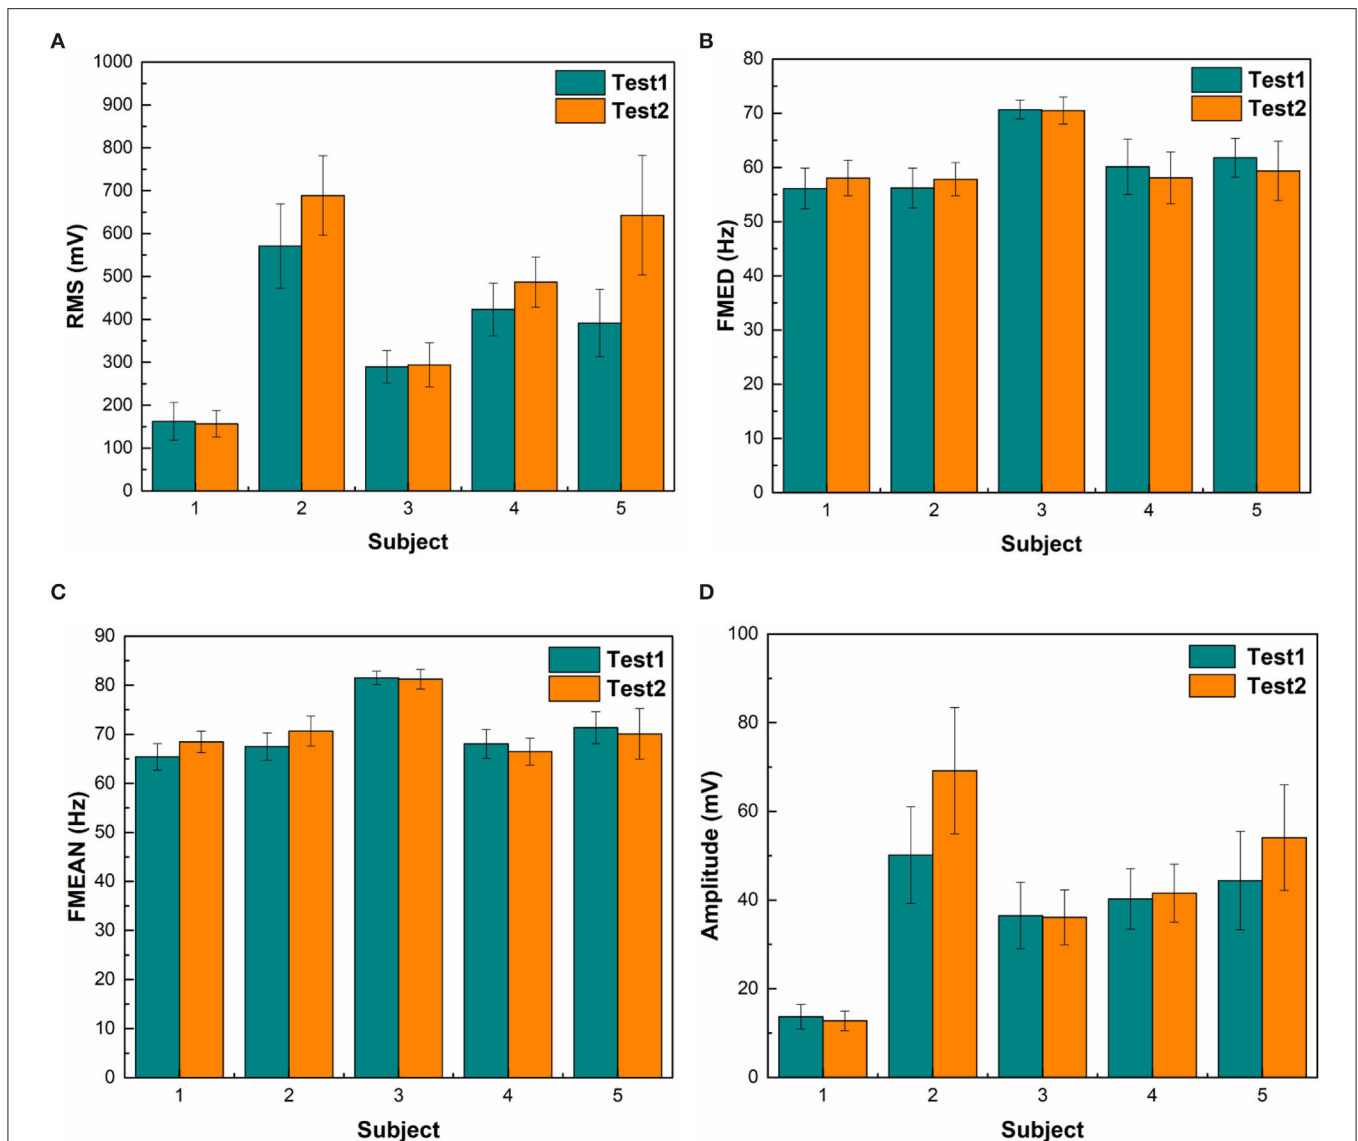 A
1000
900
800
700
600
500
400
300
200
100
0
RMS (mV)
Test1
Test2
1 2 3 4 5
Subject
B
80
70
60
50
40
30
20
10
0
FMED (Hz)
Test1
Test2
1 2 3 4 5
Subject
C
90
80
70
60
50
40
30
20
10
0
FMEAN (Hz)
Test1
Test2
1 2 3 4 5
Subject
D
100
80
60
40
20
0
Amplitude (mV)
Test1
Test2
1 2 3 4 5
Subject